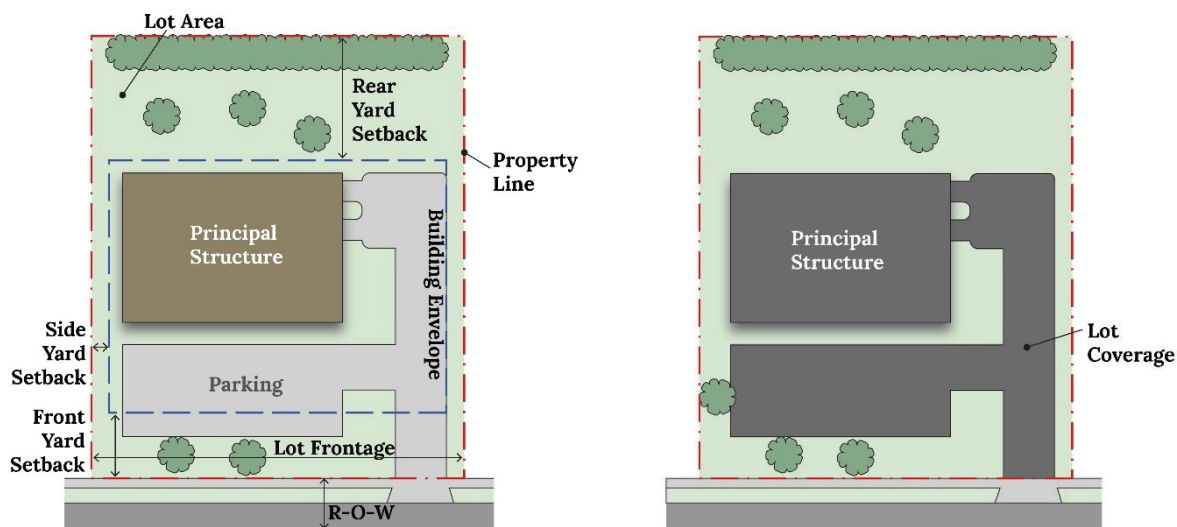 Lot Area
Rear
Yard
Setback
Property
Line
Principal
Structure
Building Envelope
Side
Yard
Setback
Parking
Front
Yard
Setback
Lot Frontage
R-O-W
Principal
Structure
Lot
Coverage